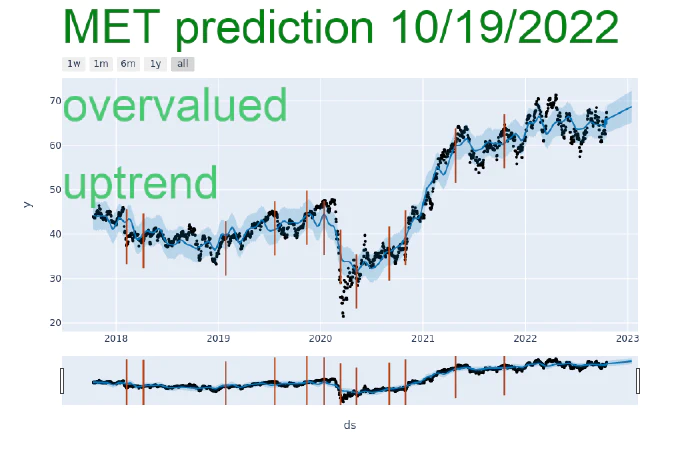 MET prediction 10/19/2022
1w 1m 6m 1y all
overvalued
uptrend
70
60
50
40
30
20
y
2018 2019 2020 2021 2022 2023
ds